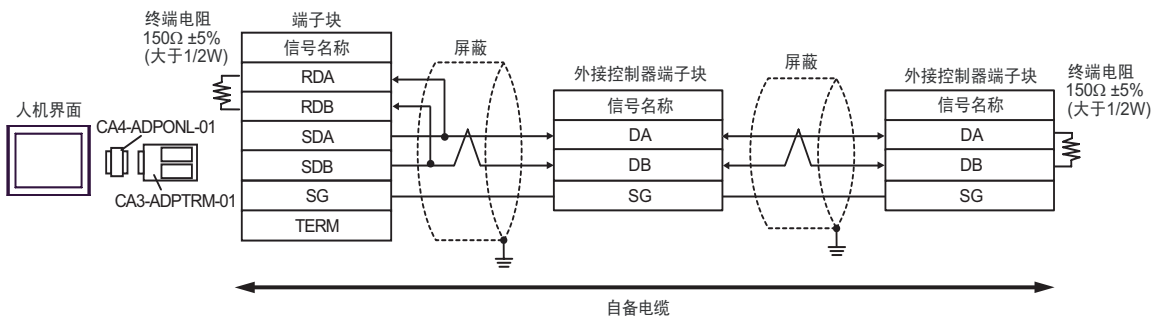 终端电阻
150Ω ±5%
(大于1/2W)
端子块
信号名称
RDA
RDB
SDA
SDB
SG
TERM
人机界面
CA4-ADPONL-01
CA3-ADPTRM-01
屏蔽
外接控制器端子块
信号名称
DA
DB
SG
屏蔽
外接控制器端子块
信号名称
DA
DB
SG
终端电阻
150Ω ±5%
(大于1/2W)
自备电缆